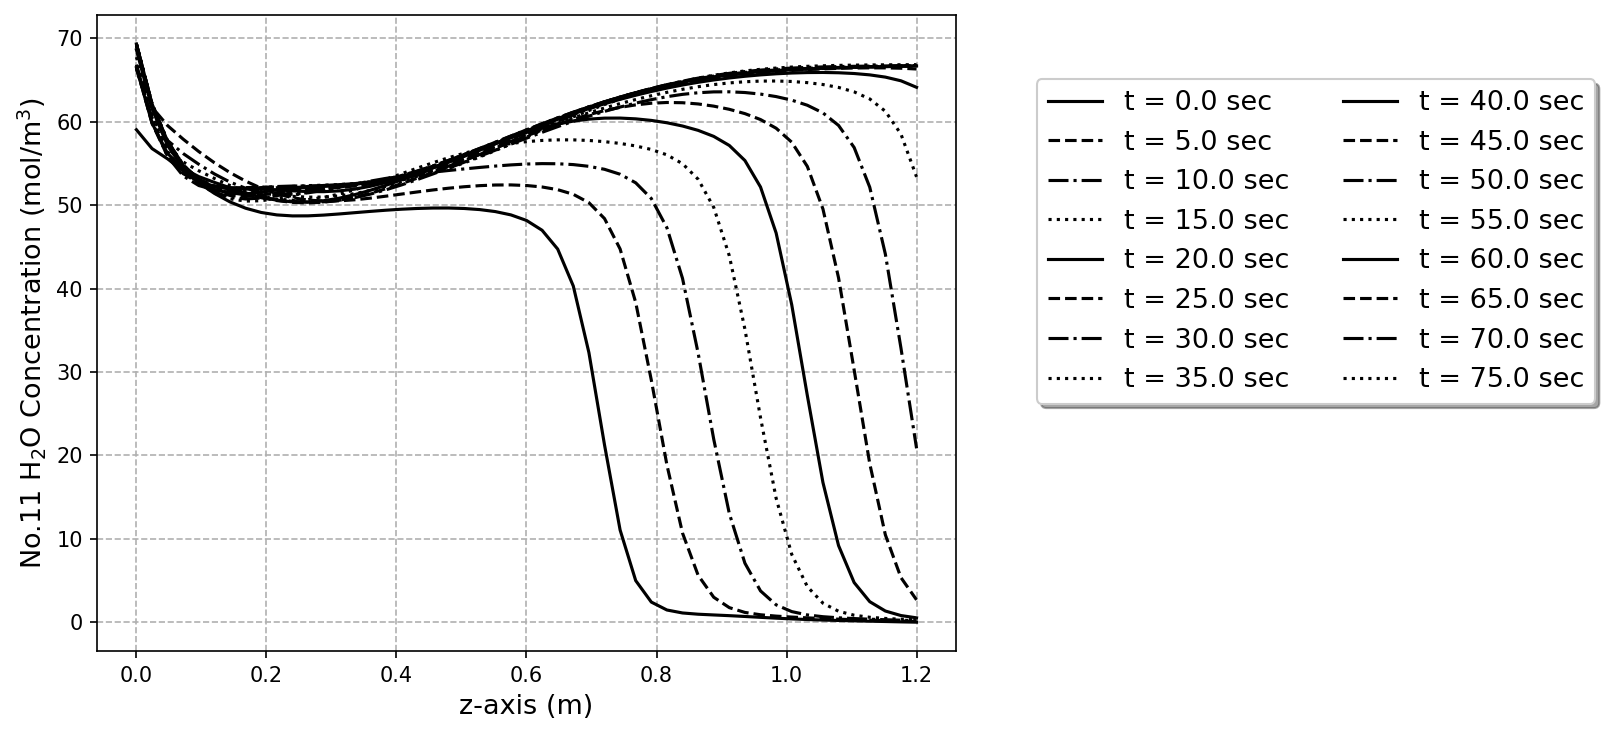 No.11 H₂O Concentration (mol/m³)
70
60
50
40
30
20
10
0
0.0 0.2 0.4 0.6 0.8 1.0 1.2
z-axis (m)
t = 0.0 sec
t = 5.0 sec
t = 10.0 sec
t = 15.0 sec
t = 20.0 sec
t = 25.0 sec
t = 30.0 sec
t = 35.0 sec
t = 40.0 sec
t = 45.0 sec
t = 50.0 sec
t = 55.0 sec
t = 60.0 sec
t = 65.0 sec
t = 70.0 sec
t = 75.0 sec